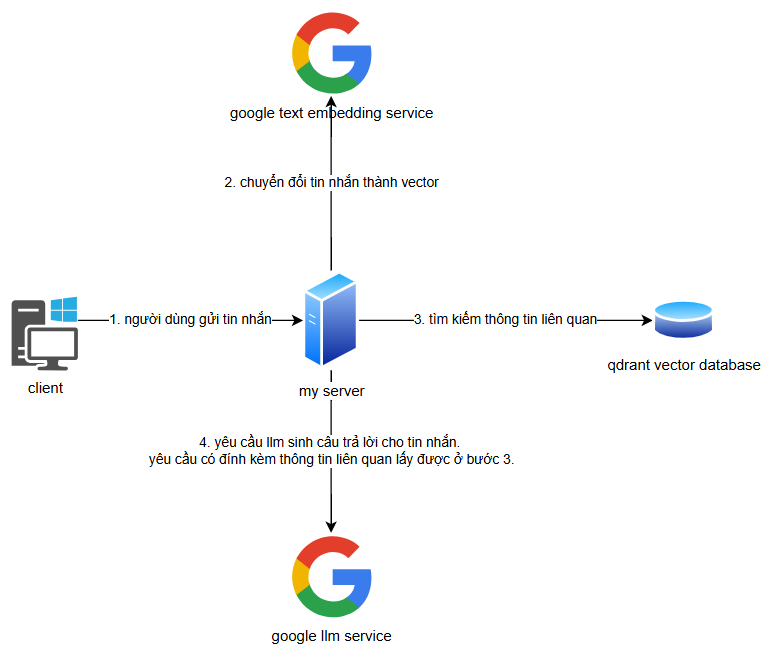 google text embedding service
2. chuyển đổi tin nhắn thành vector
1. người dùng gửi tin nhắn
3. tìm kiếm thông tin liên quan
qdrant vector database
client
my server
4. yêu cầu llm sinh câu trả lời cho tin nhắn.
yêu cầu có đính kèm thông tin liên quan lấy được ở bước 3.
google llm service